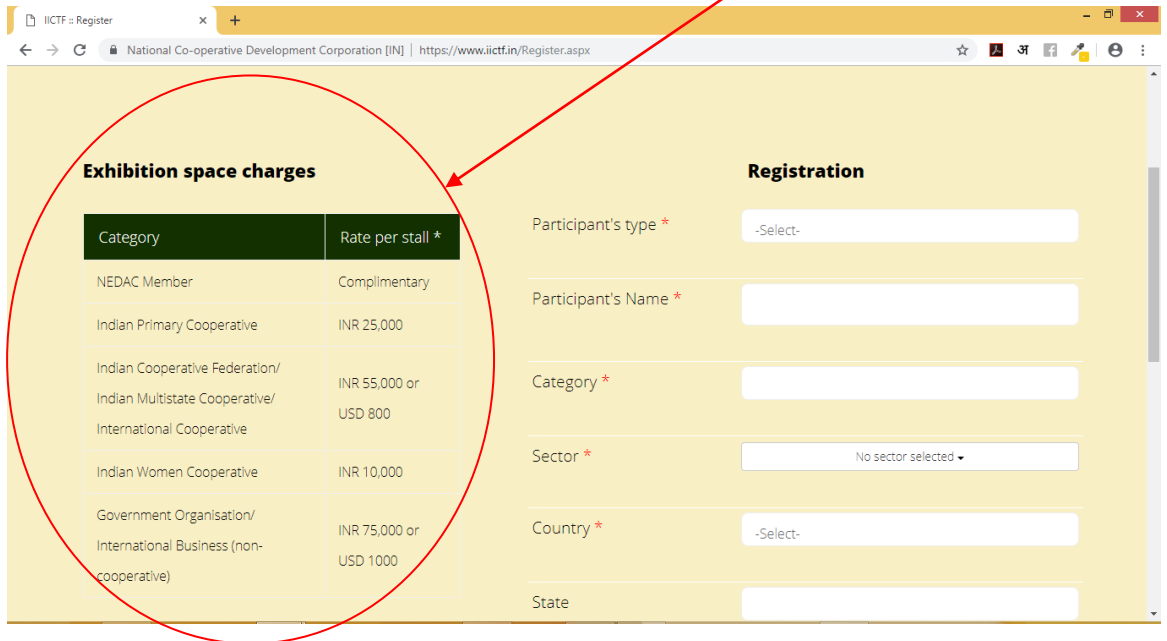 IICTF :: Register
National Co-operative Development Corporation [IN] | https://www.iictf.in/Register.aspx
अ
Exhibition space charges
Category Rate per stall *
NEDAC Member Complimentary
Indian Primary Cooperative INR 25,000
Indian Cooperative Federation/
Indian Multistate Cooperative/
International Cooperative
INR 55,000 or
USD 800
Indian Women Cooperative INR 10,000
Government Organisation/
International Business (non-
cooperative)
INR 75,000 or
USD 1000
Registration
Participant's type *
-Select-
Participant's Name *
Category *
Sector *
No sector selected
Country *
-Select-
State